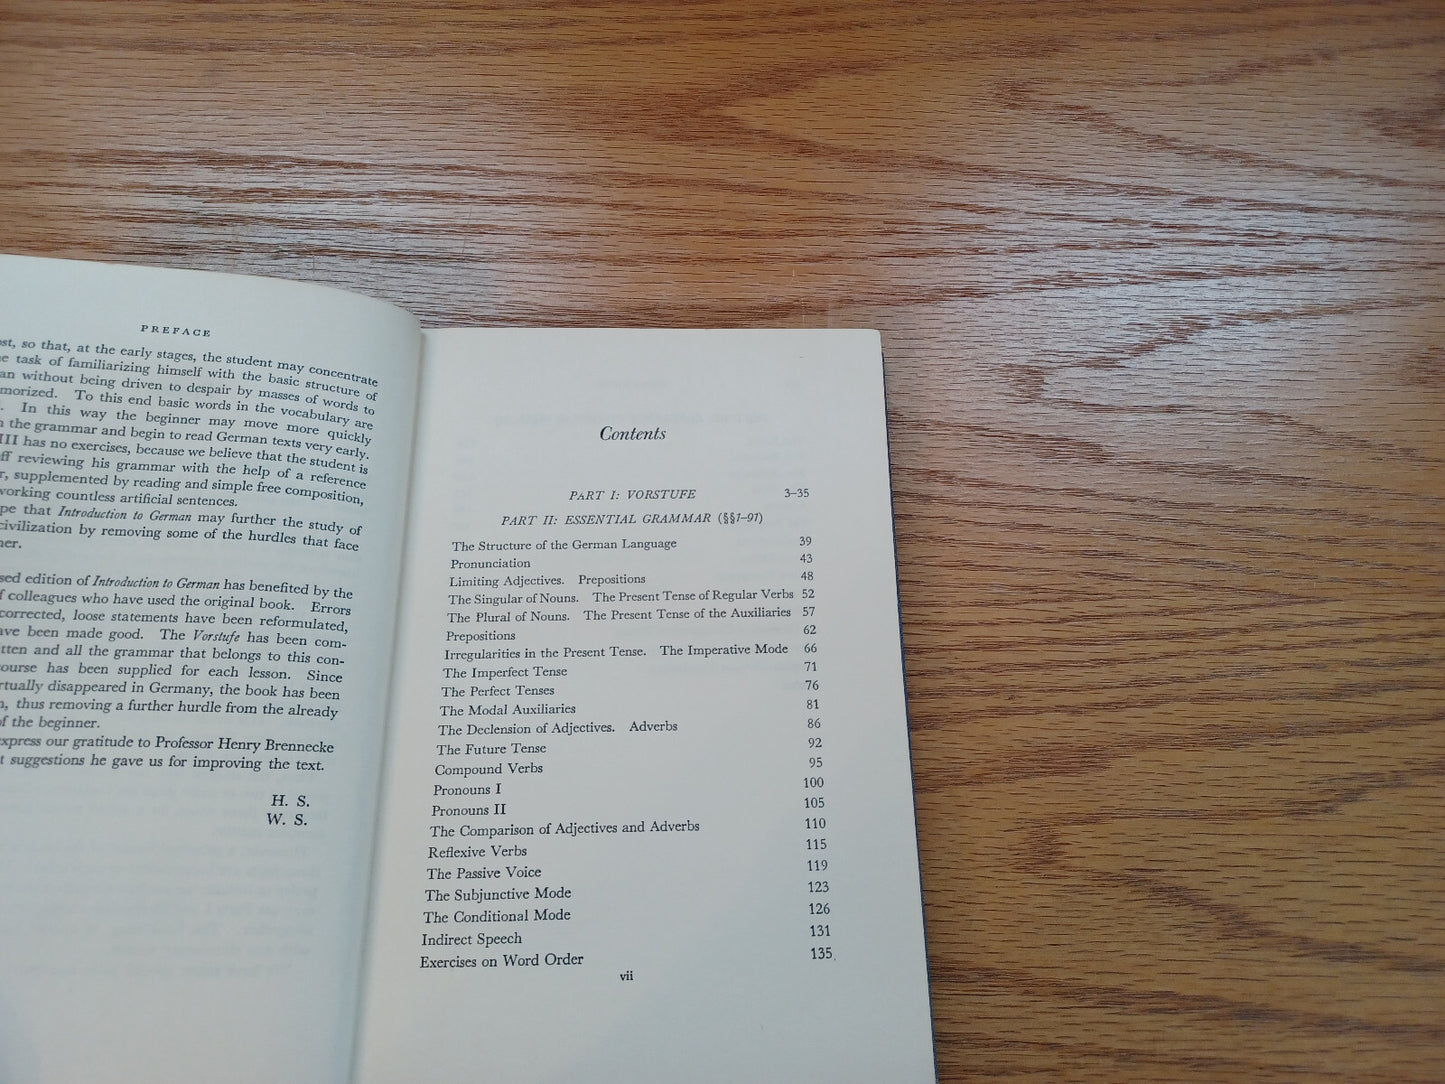 PREFACE
so that, at the early stages, the student may concentrate
task of familiarizing himself with the basic structure of
without being driven to despair by masses of words to
To this end basic words in the vocabulary are
In this way the beginner may move more quickly
the grammar and begin to read German texts very early.
III has no exercises, because we believe that the student is
reviewing his grammar with the help of a reference
supplemented by reading and simple free composition,
working countless artificial sentences.
that Introduction to German may further the study of
civilization by removing some of the hurdles that face
edition of Introduction to German has benefited by the
colleagues who have used the original book. Errors
corrected, loose statements have been reformulated,
been made good. The Vorstufe has been com-
and all the grammar that belongs to this con-
has been supplied for each lesson. Since
disappeared in Germany, the book has been
thus removing a further hurdle from the already
of the beginner.
express our gratitude to Professor Henry Brennecke
suggestions he gave us for improving the text.
H. S.
W. S.
Contents
PART I: VORSTUFE 3–35
PART II: ESSENTIAL GRAMMAR (§§1–91)
The Structure of the German Language 39
Pronunciation 43
Limiting Adjectives. Prepositions 48
The Singular of Nouns. The Present Tense of Regular Verbs 52
The Plural of Nouns. The Present Tense of the Auxiliaries 57
Prepositions 62
Irregularities in the Present Tense. The Imperative Mode 66
The Imperfect Tense 71
The Perfect Tenses 76
The Modal Auxiliaries 81
The Declension of Adjectives. Adverbs 86
The Future Tense 92
Compound Verbs 95
Pronouns I 100
Pronouns II 105
The Comparison of Adjectives and Adverbs 110
Reflexive Verbs 115
The Passive Voice 119
The Subjunctive Mode 123
The Conditional Mode 126
Indirect Speech 131
Exercises on Word Order 135
vii